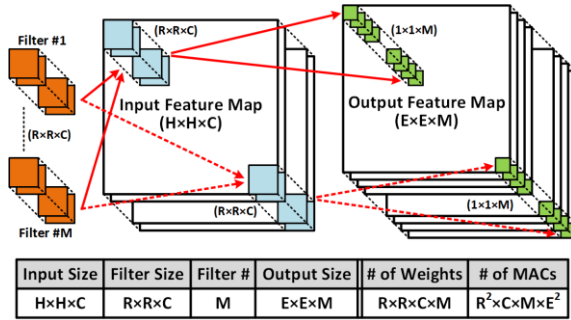 Filter #1
(R×R×C)
Filter #M
(R×R×C)
Input Feature Map
(H×H×C)
(R×R×C)
(1×1×M)
Output Feature Map
(E×E×M)
(1×1×M)
Input Size Filter Size Filter # Output Size # of Weights # of MACs
H×H×C R×R×C M E×E×M R×R×C×M R²×C×M×E²